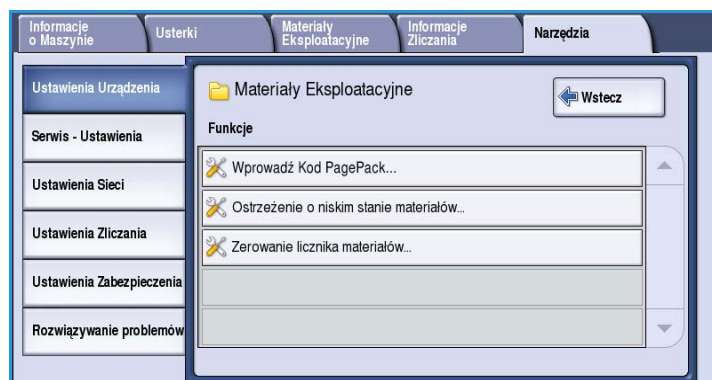 Informacje
o Maszynie
Usterki
Materiały
Eksploatacyjne
Informacje
Zliczania
Narzędzia
Ustawienia Urządzenia
Serwis - Ustawienia
Ustawienia Sieci
Ustawienia Zliczania
Ustawienia Zabezpieczenia
Rozwiązywanie problemów
Materiały Eksploatacyjne
Wstecz
Funkcje
Wprowadź Kod PagePack...
Ostrzeżenie o niskim stanie materiałów...
Zerowanie licznika materiałów...